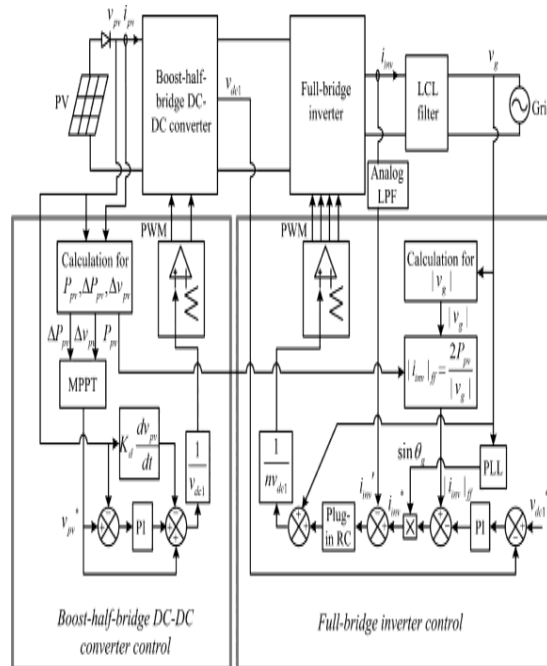 v_pv i_pv
PV
Boost-half-
bridge DC-
DC
converter
v_dc1
Full-bridge
inverter
i_inv
LCL
filter
v_g
Gri
Analog
LPF
PWM
PWM
Calculation for
P_pv, ΔP_pv, Δv_pv
ΔP_pv Δv_pv P_pv
MPPT
K_d dv_pv/dt
1/v_dc1
v_pv*
PI
Boost-half-bridge DC-DC
converter control
Calculation for
|v_g|
|v_g|
|i_inv|_ff = 2P_pv/|v_g|
1/nv_dc1
sin θ_g
PLL
i_inv' i_inv* |i_inv|_ff
Plug-
in RC
PI
v_dc1*
Full-bridge inverter control